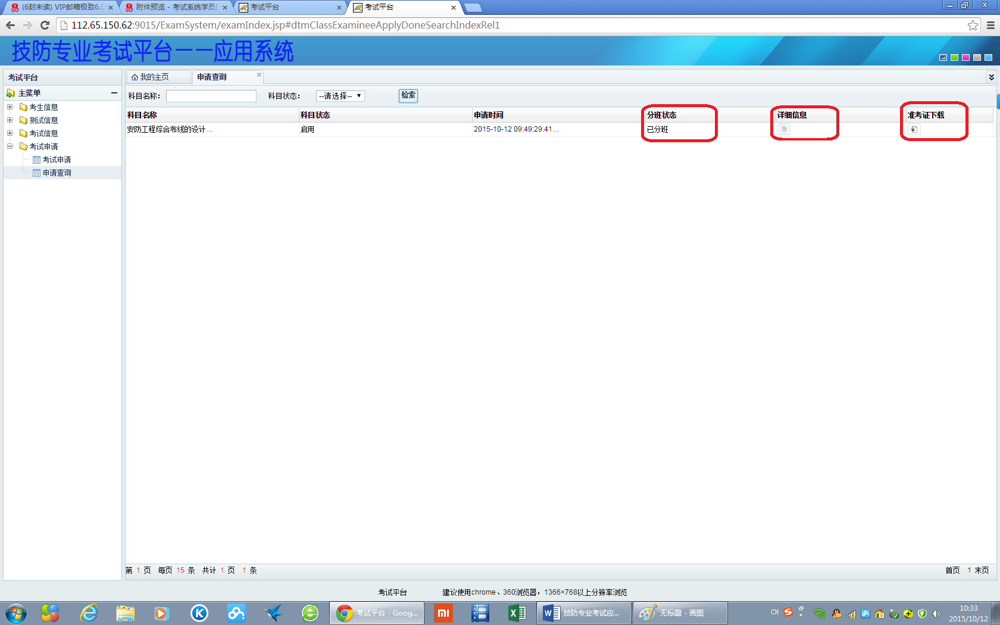 (6封未读) VIP邮箱极致6.0
附件预览 - 考试系统学员
考试平台
考试平台
112.65.150.62:9015/ExamSystem/examIndex.jsp#dtmClassExamineeApplyDoneSearchIndexRel1
技防专业考试平台——应用系统
考试平台
主菜单
考生信息
测试信息
考试信息
考试申请
考试申请
申请查询
我的主页
申请查询
科目名称：
科目状态：
--请选择--
检索
科目名称
科目状态
申请时间
分班状态
详细信息
准考证下载
安防工程综合布线的设计...
启用
2015-10-12 09:49:29.41...
已分班
第 1 页 每页 15 条 共计 1 页 1 条
首页 1 末页
考试平台
建议使用chrome、360浏览器，1366×768以上分辨率浏览
考试平台 - Goog...
技防专业考试应...
无标题 - 画图
CH
10:33
2015/10/12